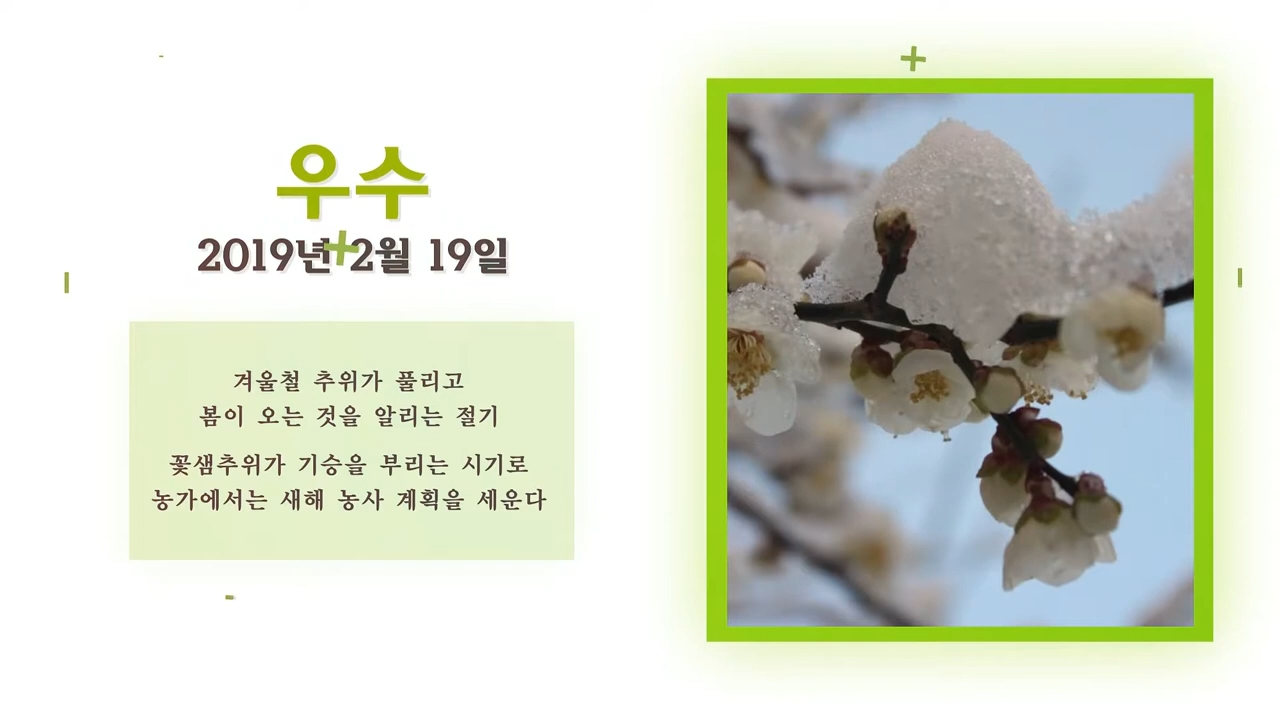 우수
2019년 2월 19일
겨울철 추위가 풀리고
봄이 오는 것을 알리는 절기
꽃샘추위가 기승을 부리는 시기로
농가에서는 새해 농사 계획을 세운다